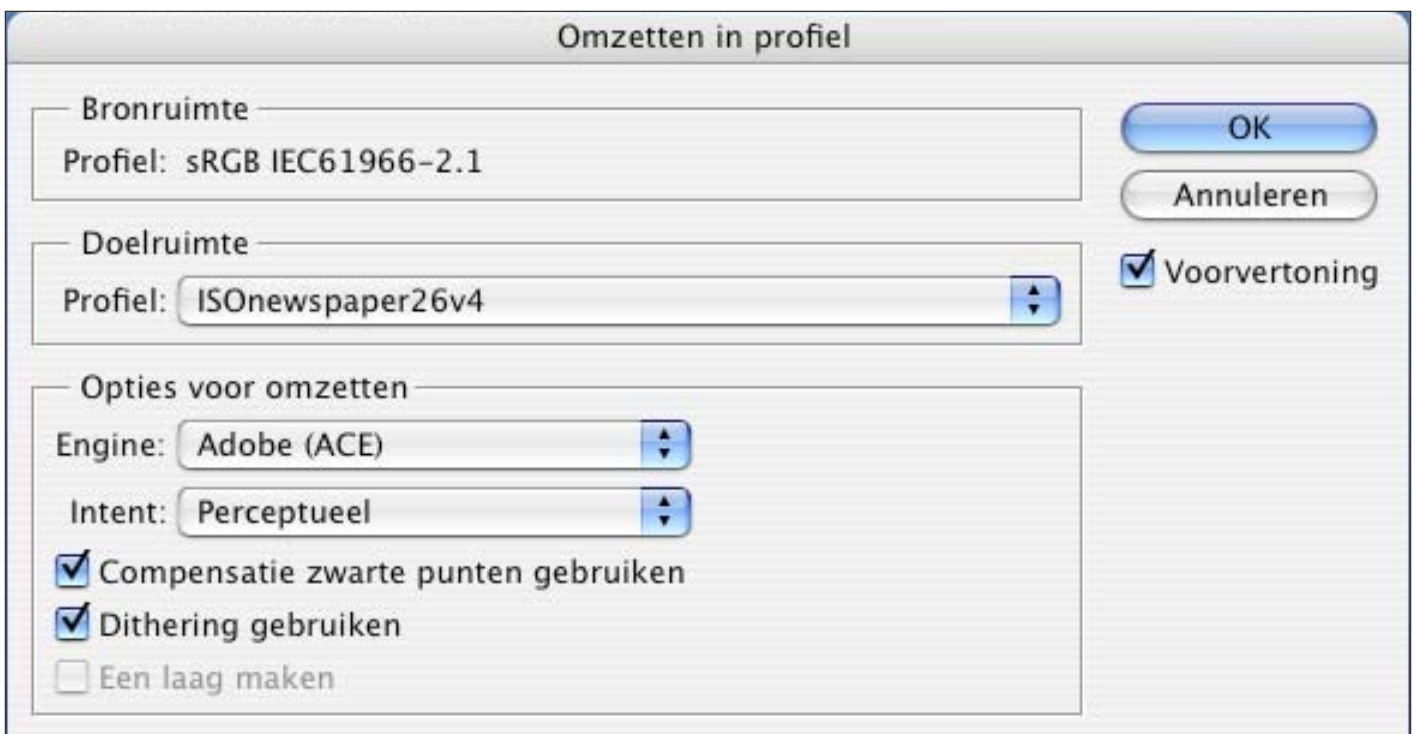 Omzetten in profiel
Bronruimte
Profiel: sRGB IEC61966-2.1
Doelruimte
Profiel: ISOnewspaper26v4
Opties voor omzetten
Engine: Adobe (ACE)
Intent: Perceptueel
Compensatie zwarte punten gebruiken
Dithering gebruiken
Een laag maken
OK
Annuleren
Voorvertoning